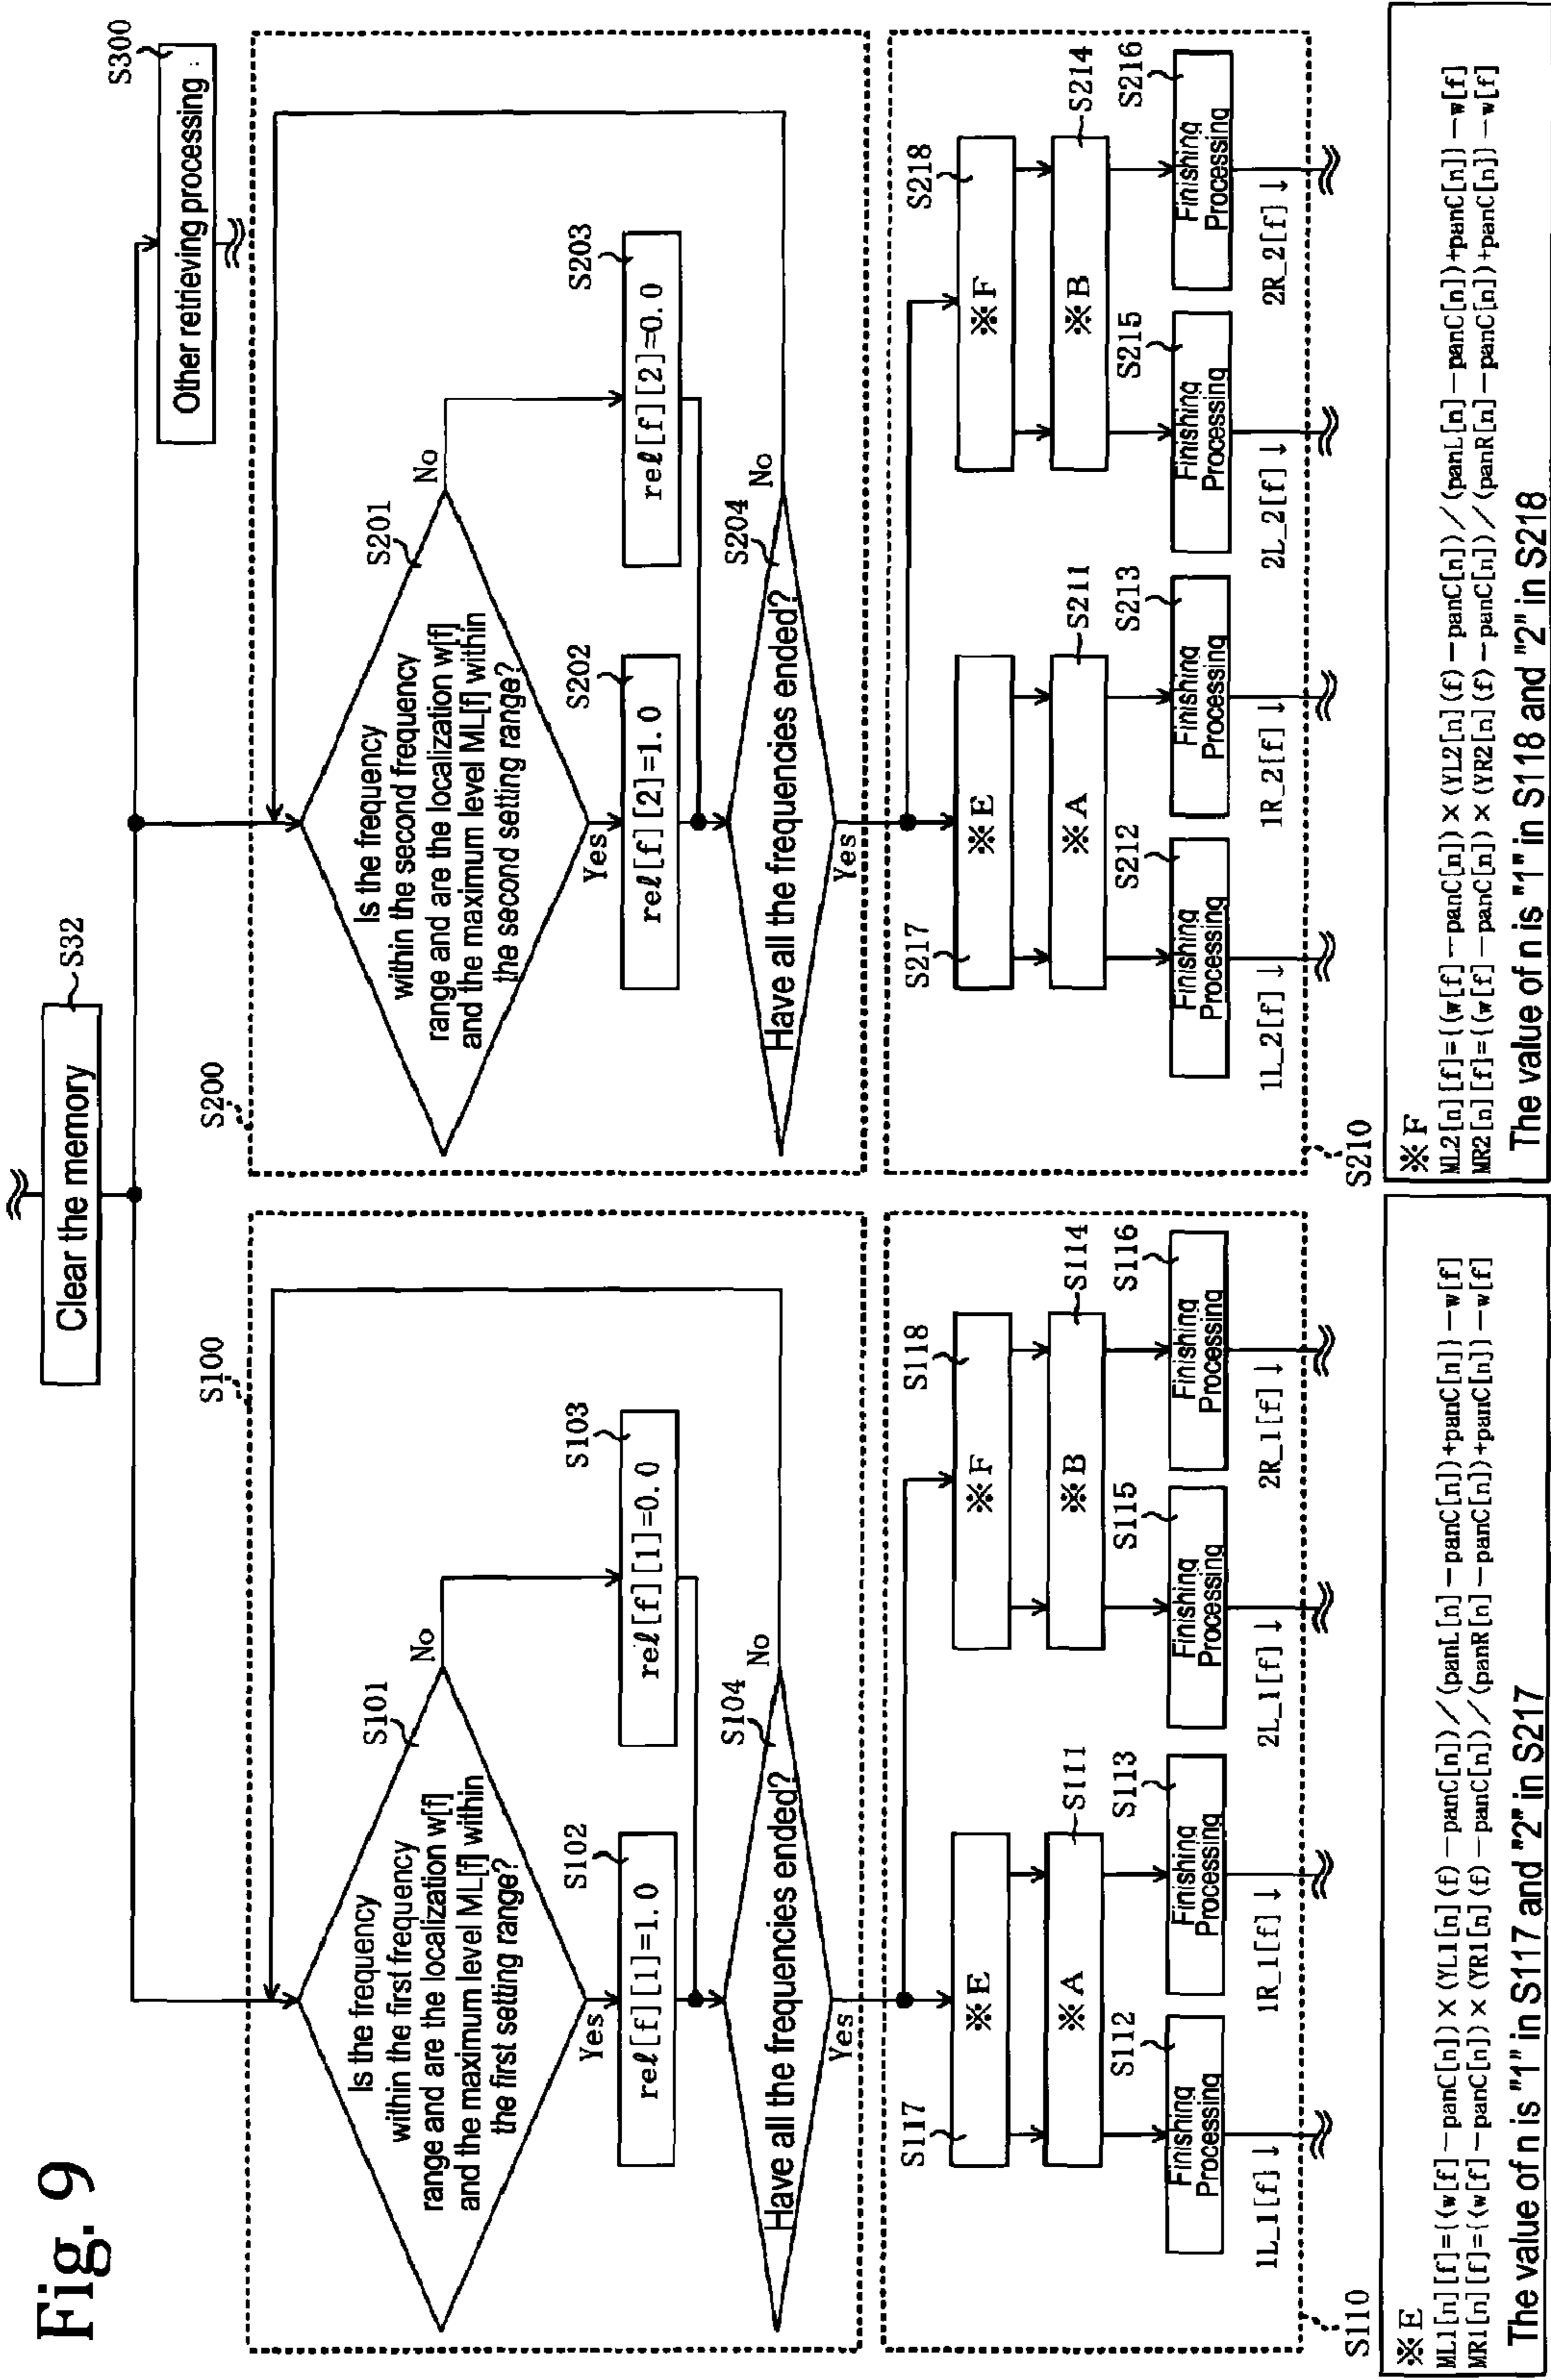 Fig. 9
Clear the memory
S32
S100
Is the frequency
within the first frequency
range and are the localization w[f]
and the maximum level ML[f] within
the first setting range?
S101
Yes
No
S102
rel[f][1]=1.0
S103
rel[f][1]=0.0
Have all the frequencies ended?
S104
Yes
No
S110
S117
※E
S118
※F
※A
S111
※B
S114
S112
Finishing
Processing
S113
Finishing
Processing
S115
Finishing
Processing
S116
Finishing
Processing
1L_1[f]↓
1R_1[f]↓
2L_1[f]↓
2R_1[f]↓
S200
Is the frequency
within the second frequency
range and are the localization w[f]
and the maximum level ML[f] within
the second setting range?
S201
Yes
No
S202
rel[f][2]=1.0
S203
rel[f][2]=0.0
Have all the frequencies ended?
S204
Yes
No
S210
S217
※E
S218
※F
※A
S211
※B
S214
S212
Finishing
Processing
S213
Finishing
Processing
S215
Finishing
Processing
S216
Finishing
Processing
1L_2[f]↓
1R_2[f]↓
2L_2[f]↓
2R_2[f]↓
S300
Other retrieving processing
※E
ML1[n][f]={(w[f]-panC[n])×(YL1[n](f)-panC[n])/(panL[n]-panC[n])+panC[n]}-w[f]
MR1[n][f]={(w[f]-panC[n])×(YR1[n](f)-panC[n])/(panR[n]-panC[n])+panC[n]}-w[f]
The value of n is "1" in S117 and "2" in S217
※F
ML2[n][f]={(w[f]-panC[n])×(YL2[n](f)-panC[n])/(panL[n]-panC[n])+panC[n]}-w[f]
MR2[n][f]={(w[f]-panC[n])×(YR2[n](f)-panC[n])/(panR[n]-panC[n])+panC[n]}-w[f]
The value of n is "1" in S118 and "2" in S218